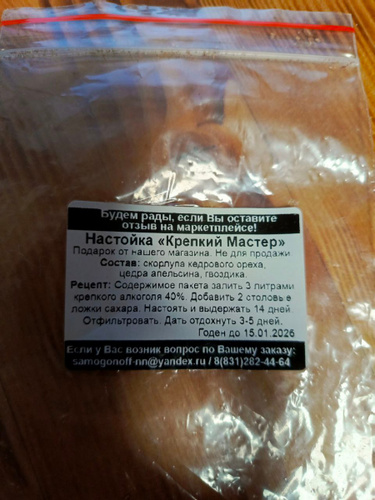 Будем рады, если Вы оставите
отзыв на маркетплейсе!
Настойка «Крепкий Мастер»
Подарок от нашего магазина. Не для продажи.
Состав: скорлупа кедрового ореха,
цедра апельсина, гвоздика.
Рецепт: Содержимое пакета залить 3 литрами
крепкого алкоголя 40%. Добавить 2 столовые
ложки сахара. Настоять и выдержать 14 дней.
Отфильтровать. Дать отдохнуть 3-5 дней.
Годен до 15.01.2026
Если у Вас возник вопрос по Вашему заказу:
samogonoff-nn@yandex.ru / 8(831)282-44-64